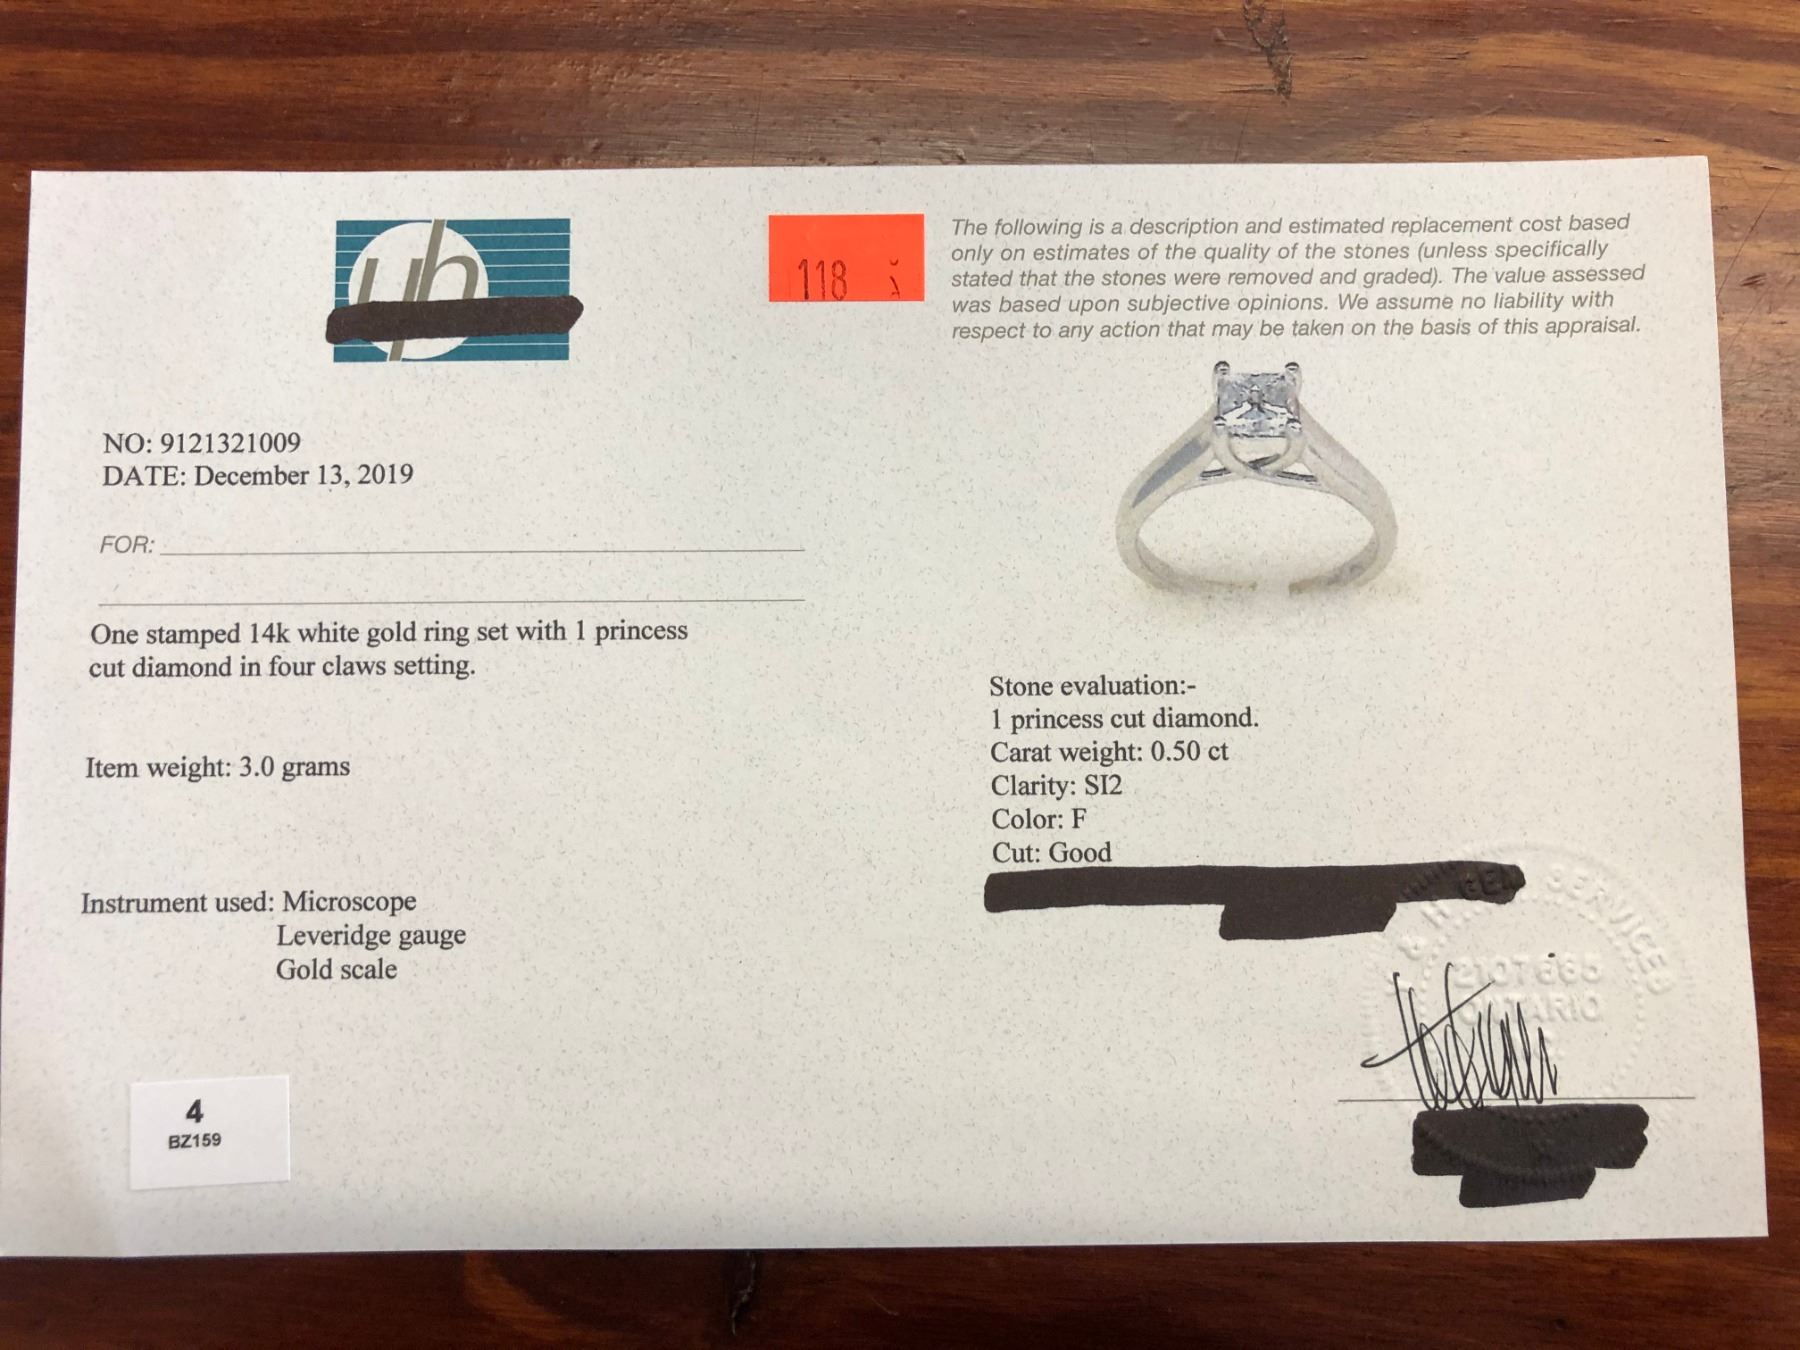 118
The following is a description and estimated replacement cost based
only on estimates of the quality of the stones (unless specifically
stated that the stones were removed and graded). The value assessed
was based upon subjective opinions. We assume no liability with
respect to any action that may be taken on the basis of this appraisal.
NO: 9121321009
DATE: December 13, 2019
FOR:
One stamped 14k white gold ring set with 1 princess
cut diamond in four claws setting.
Item weight: 3.0 grams
Instrument used: Microscope
Leveridge gauge
Gold scale
4
BZ159
Stone evaluation:-
1 princess cut diamond.
Carat weight: 0.50 ct
Clarity: SI2
Color: F
Cut: Good
& H GEM SERVICES
ONTARIO